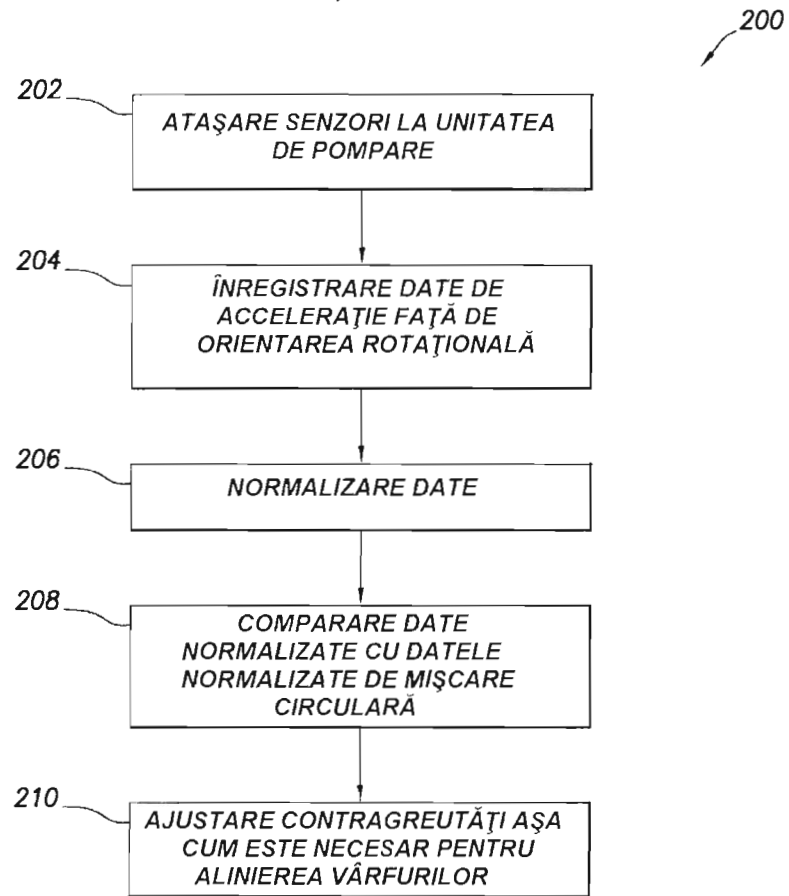 200
202
ATAŞARE SENZORI LA UNITATEA
DE POMPARE
204
ÎNREGISTRARE DATE DE
ACCELERAŢIE FAŢĂ DE
ORIENTAREA ROTAŢIONALĂ
206
NORMALIZARE DATE
208
COMPARARE DATE
NORMALIZATE CU DATELE
NORMALIZATE DE MIŞCARE
CIRCULARĂ
210
AJUSTARE CONTRAGREUTĂŢI AŞA
CUM ESTE NECESAR PENTRU
ALINIEREA VÂRFURILOR